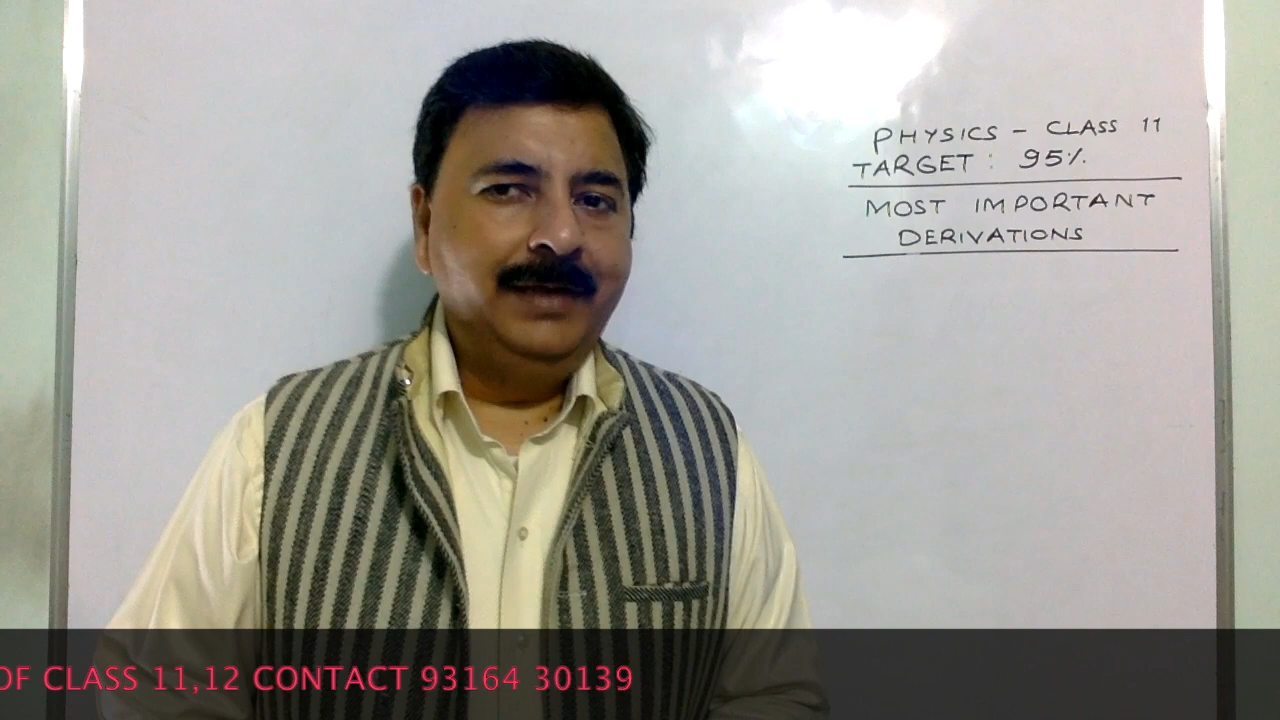 PHYSICS - CLASS 11
TARGET : 95%
MOST IMPORTANT
DERIVATIONS
OF CLASS 11,12 CONTACT 93164 30139